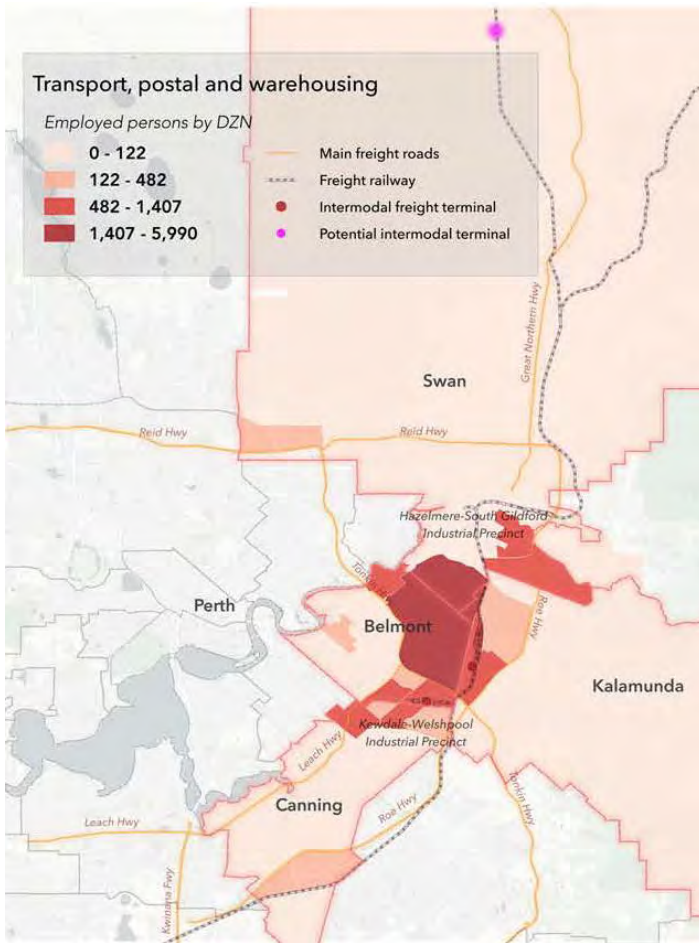 Transport, postal and warehousing
Employed persons by DZN
0 - 122
122 - 482
482 - 1,407
1,407 - 5,990
Main freight roads
Freight railway
Intermodal freight terminal
Potential intermodal terminal
Great Northern Hwy
Swan
Reid Hwy
Reid Hwy
Hazelmere-South Gildford
Industrial Precinct
Perth
Belmont
Roe Hwy
Kalamunda
Kewdale-Welshpool
Industrial Precinct
Leach Hwy
Tonkin Hwy
Canning
Roe Hwy
Leach Hwy
Kwinana Fwy